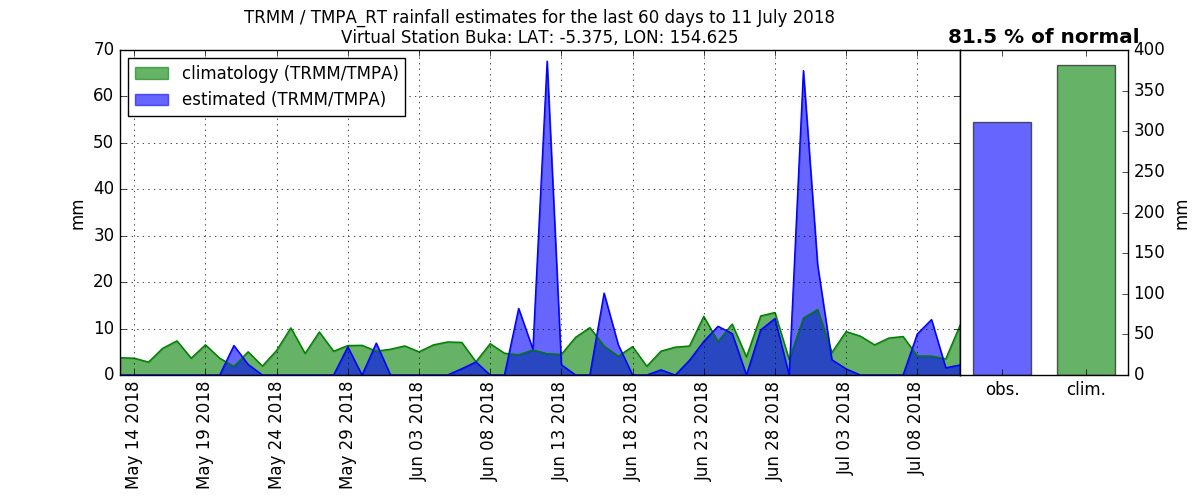 TRMM / TMPA_RT rainfall estimates for the last 60 days to 11 July 2018
Virtual Station Buka: LAT: -5.375, LON: 154.625
81.5 % of normal
climatology (TRMM/TMPA)
estimated (TRMM/TMPA)
70
60
50
40
30
20
10
0
mm
May 14 2018
May 19 2018
May 24 2018
May 29 2018
Jun 03 2018
Jun 08 2018
Jun 13 2018
Jun 18 2018
Jun 23 2018
Jun 28 2018
Jul 03 2018
Jul 08 2018
400
350
300
250
200
150
100
50
0
mm
obs.
clim.